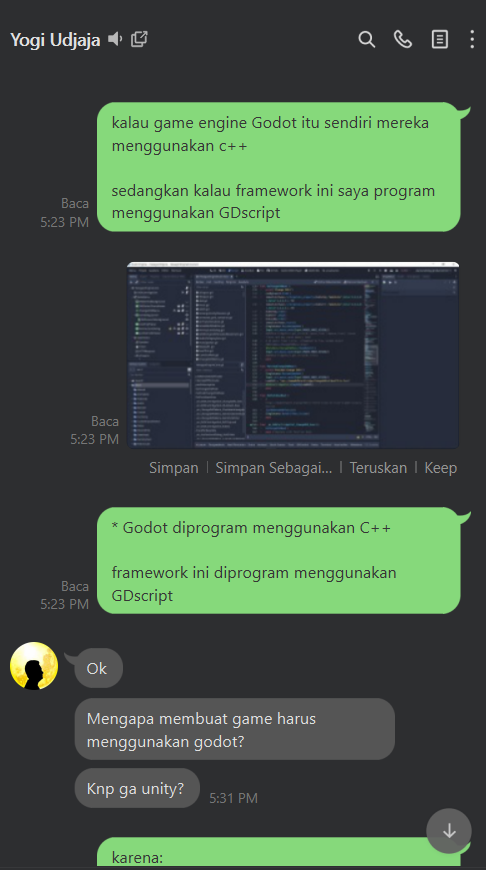 Yogi Udjaja
kalau game engine Godot itu sendiri mereka
menggunakan c++
sedangkan kalau framework ini saya program
menggunakan GDscript
Baca
5:23 PM
Baca
5:23 PM
Simpan | Simpan Sebagai... | Teruskan | Keep
* Godot diprogram menggunakan C++
framework ini diprogram menggunakan
GDscript
Baca
5:23 PM
Ok
Mengapa membuat game harus
menggunakan godot?
Knp ga unity?
5:31 PM
karena: